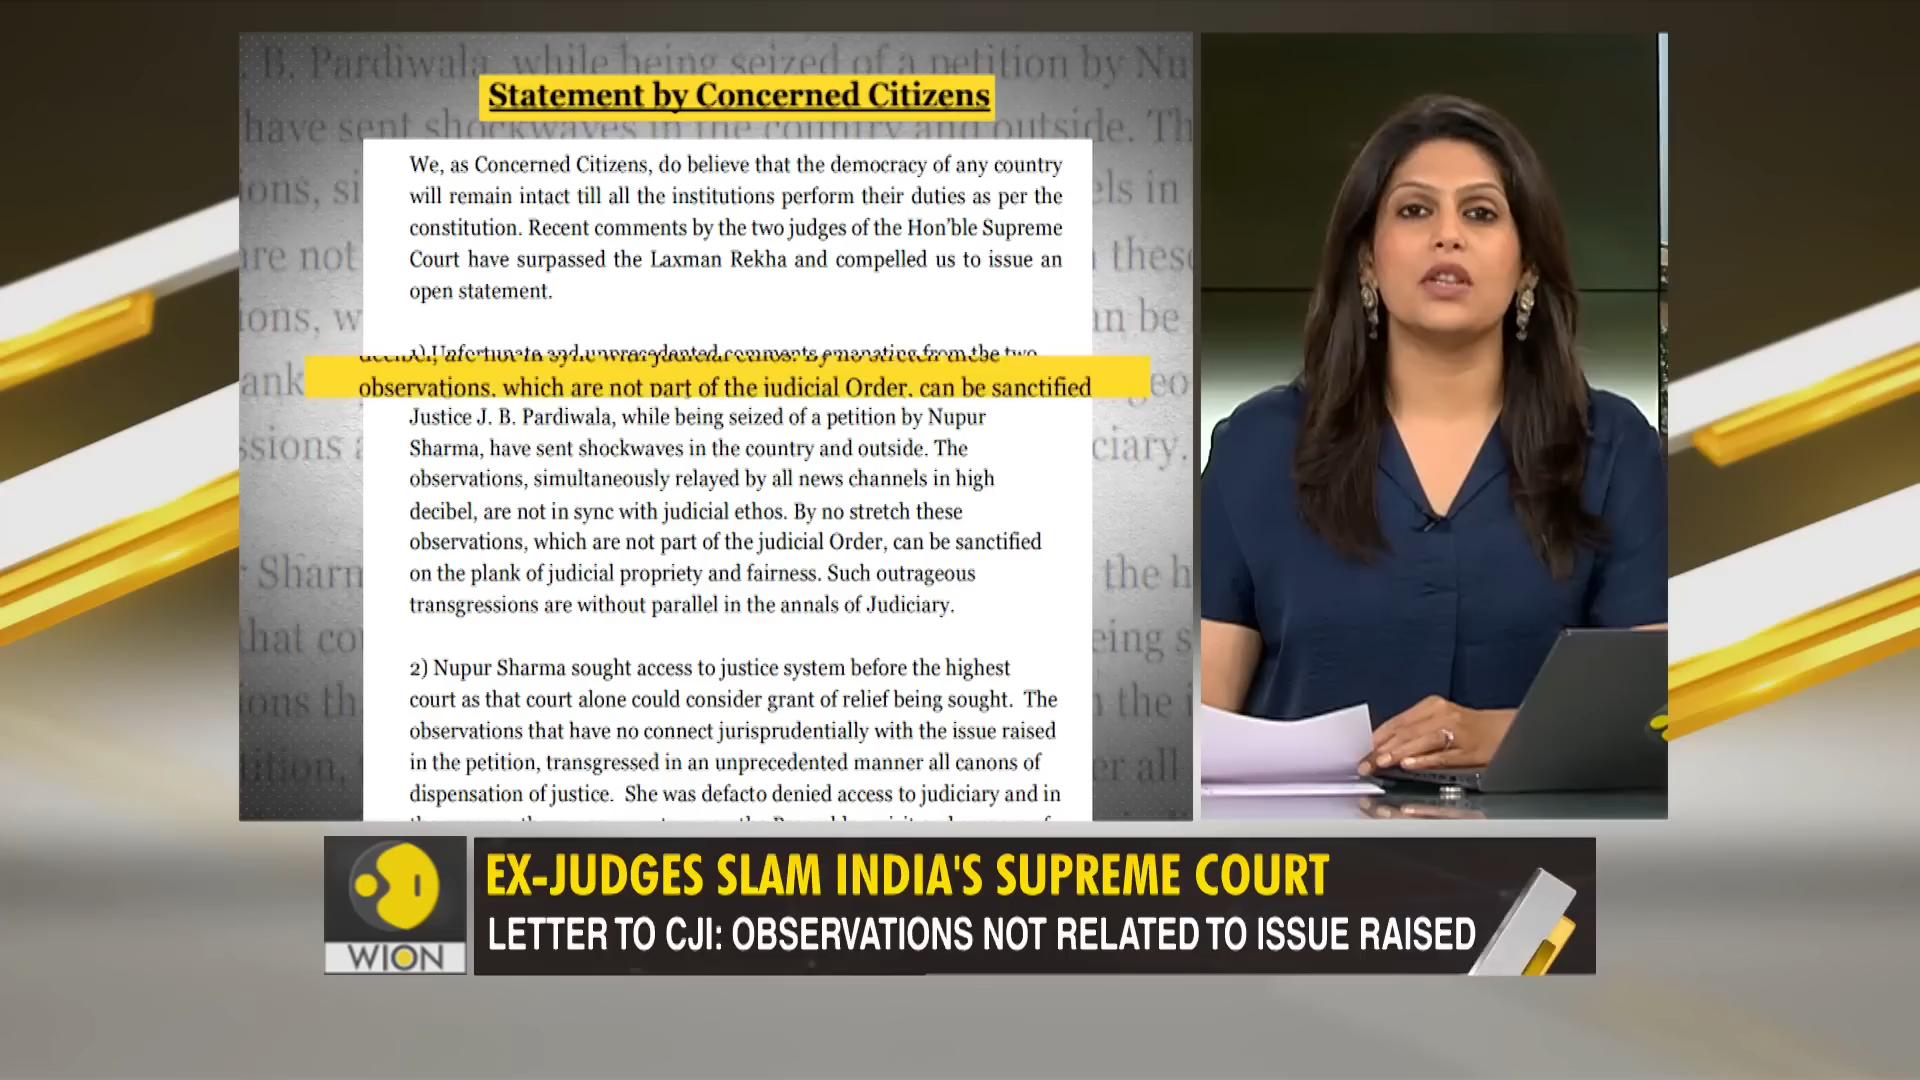 Statement by Concerned Citizens
We, as Concerned Citizens, do believe that the democracy of any country
will remain intact till all the institutions perform their duties as per the
constitution. Recent comments by the two judges of the Hon'ble Supreme
Court have surpassed the Laxman Rekha and compelled us to issue an
open statement.
1) Unfortunate and unprecedented comments emanating from the two
observations, which are not part of the judicial Order, can be sanctified
Justice J. B. Pardiwala, while being seized of a petition by Nupur
Sharma, have sent shockwaves in the country and outside. The
observations, simultaneously relayed by all news channels in high
decibel, are not in sync with judicial ethos. By no stretch these
observations, which are not part of the judicial Order, can be sanctified
on the plank of judicial propriety and fairness. Such outrageous
transgressions are without parallel in the annals of Judiciary.
2) Nupur Sharma sought access to justice system before the highest
court as that court alone could consider grant of relief being sought. The
observations that have no connect jurisprudentially with the issue raised
in the petition, transgressed in an unprecedented manner all canons of
dispensation of justice. She was defacto denied access to judiciary and in
EX-JUDGES SLAM INDIA'S SUPREME COURT
LETTER TO CJI: OBSERVATIONS NOT RELATED TO ISSUE RAISED
WION